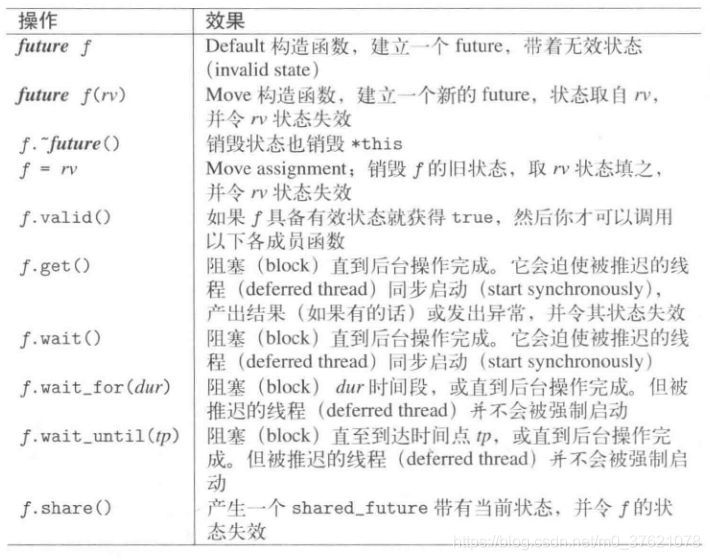 操作 效果
future f Default 构造函数，建立一个 future，带着无效状态
(invalid state)
future f(rv) Move 构造函数，建立一个新的 future，状态取自 rv，
并令 rv 状态失效
f.~future() 销毁状态也销毁 *this
f = rv Move assignment；销毁 f 的旧状态，取 rv 状态填之，
并令 rv 状态失效
f.valid() 如果 f 具备有效状态就获得 true，然后你才可以调用
以下各成员函数
f.get() 阻塞（block）直到后台操作完成。它会迫使被推迟的线
程（deferred thread）同步启动（start synchronously），
产出结果（如果有的话）或发出异常，并令其状态失效
f.wait() 阻塞（block）直到后台操作完成。它会迫使被推迟的线
程（deferred thread）同步启动（start synchronously）
f.wait_for(dur) 阻塞（block）dur 时间段，或直到后台操作完成。但被
推迟的线程（deferred thread）并不会被强制启动
f.wait_until(tp) 阻塞（block）直至到达时间点 tp，或直到后台操作完
成。但被推迟的线程（deferred thread）并不会被强制启
动
f.share() 产生一个 shared_future 带有当前状态，并令 f 的状
态失效
https://blog.csdn.net/m0_37621078